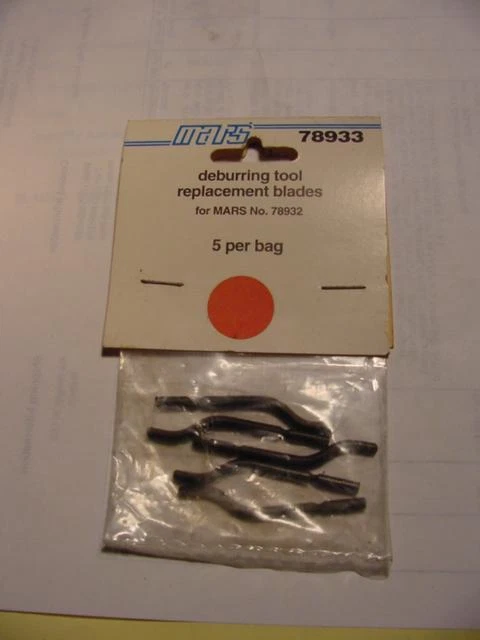 mars 78933
deburring tool
replacement blades
for MARS No. 78932
5 per bag